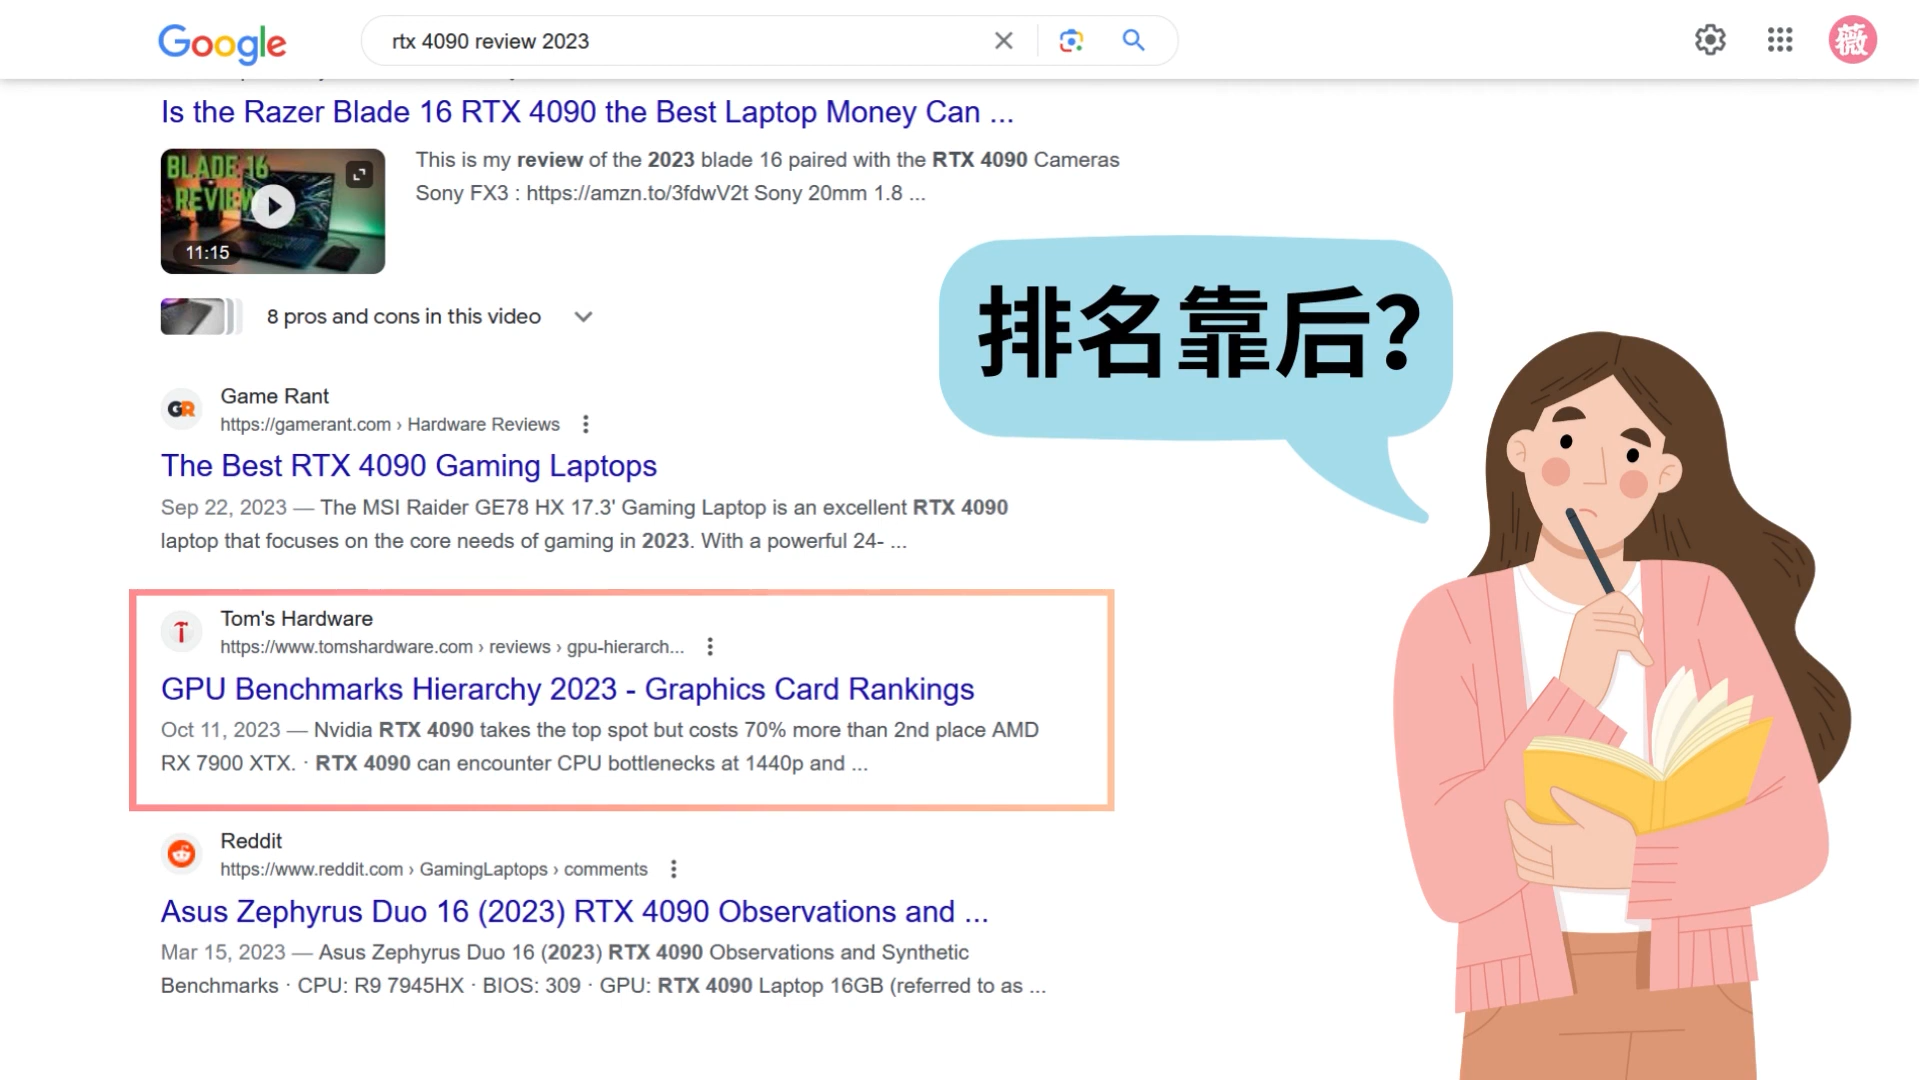 Google
rtx 4090 review 2023
薇
Is the Razer Blade 16 RTX 4090 the Best Laptop Money Can ...
BLADE 16
REVIEW
11:15
This is my review of the 2023 blade 16 paired with the RTX 4090 Cameras
Sony FX3 : https://amzn.to/3fdwV2t Sony 20mm 1.8 ...
8 pros and cons in this video
排名靠后?
GR
Game Rant
https://gamerant.com › Hardware Reviews
The Best RTX 4090 Gaming Laptops
Sep 22, 2023 — The MSI Raider GE78 HX 17.3' Gaming Laptop is an excellent RTX 4090
laptop that focuses on the core needs of gaming in 2023. With a powerful 24- ...
Tom's Hardware
https://www.tomshardware.com › reviews › gpu-hierarch...
GPU Benchmarks Hierarchy 2023 - Graphics Card Rankings
Oct 11, 2023 — Nvidia RTX 4090 takes the top spot but costs 70% more than 2nd place AMD
RX 7900 XTX. · RTX 4090 can encounter CPU bottlenecks at 1440p and ...
Reddit
https://www.reddit.com › GamingLaptops › comments
Asus Zephyrus Duo 16 (2023) RTX 4090 Observations and ...
Mar 15, 2023 — Asus Zephyrus Duo 16 (2023) RTX 4090 Observations and Synthetic
Benchmarks · CPU: R9 7945HX · BIOS: 309 · GPU: RTX 4090 Laptop 16GB (referred to as ...